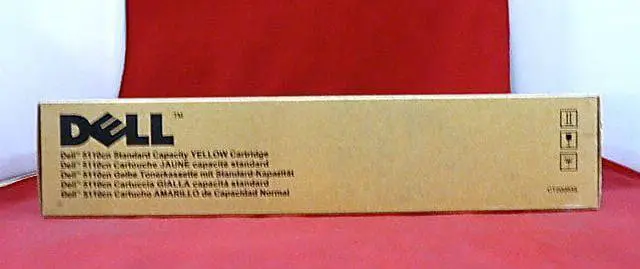 DELL™
Dell™ 5110cn Standard Capacity YELLOW Cartridge
Dell™ 5110cn Cartouche JAUNE capacité standard
Dell™ 5110cn Gelbe Tonerkassette mit Standard-Kapazität
Dell™ 5110cn Cartuccia GIALLA capacità standard
Dell™ 5110cn Cartucho AMARILLO de Capacidad Normal